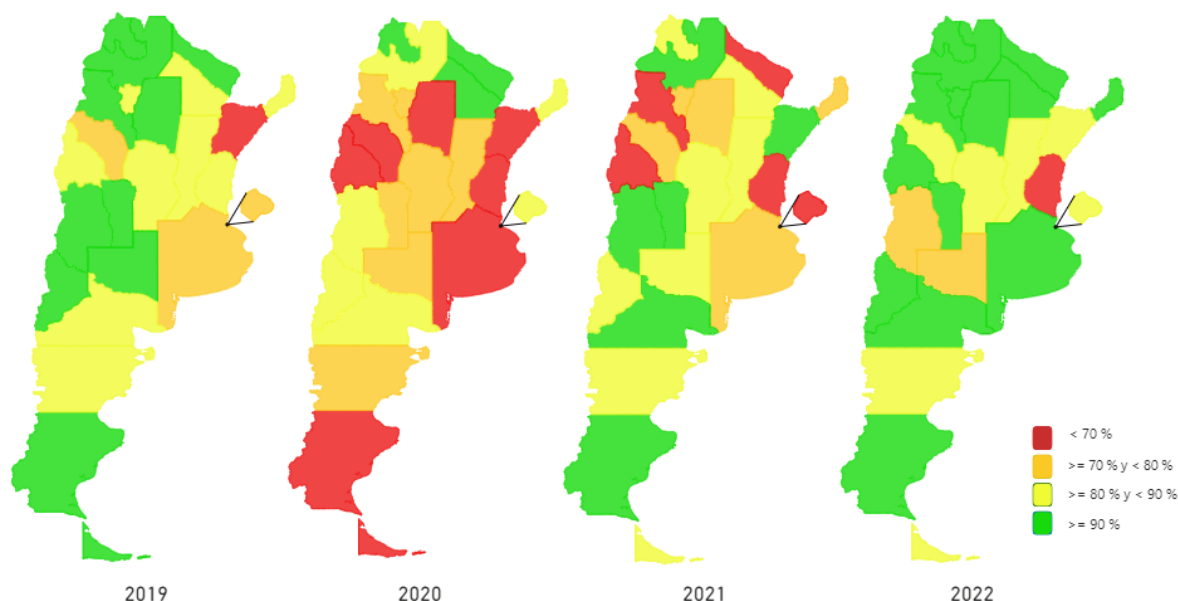 < 70 %
>= 70 % y < 80 %
>= 80 % y < 90 %
>= 90 %
2019
2020
2021
2022